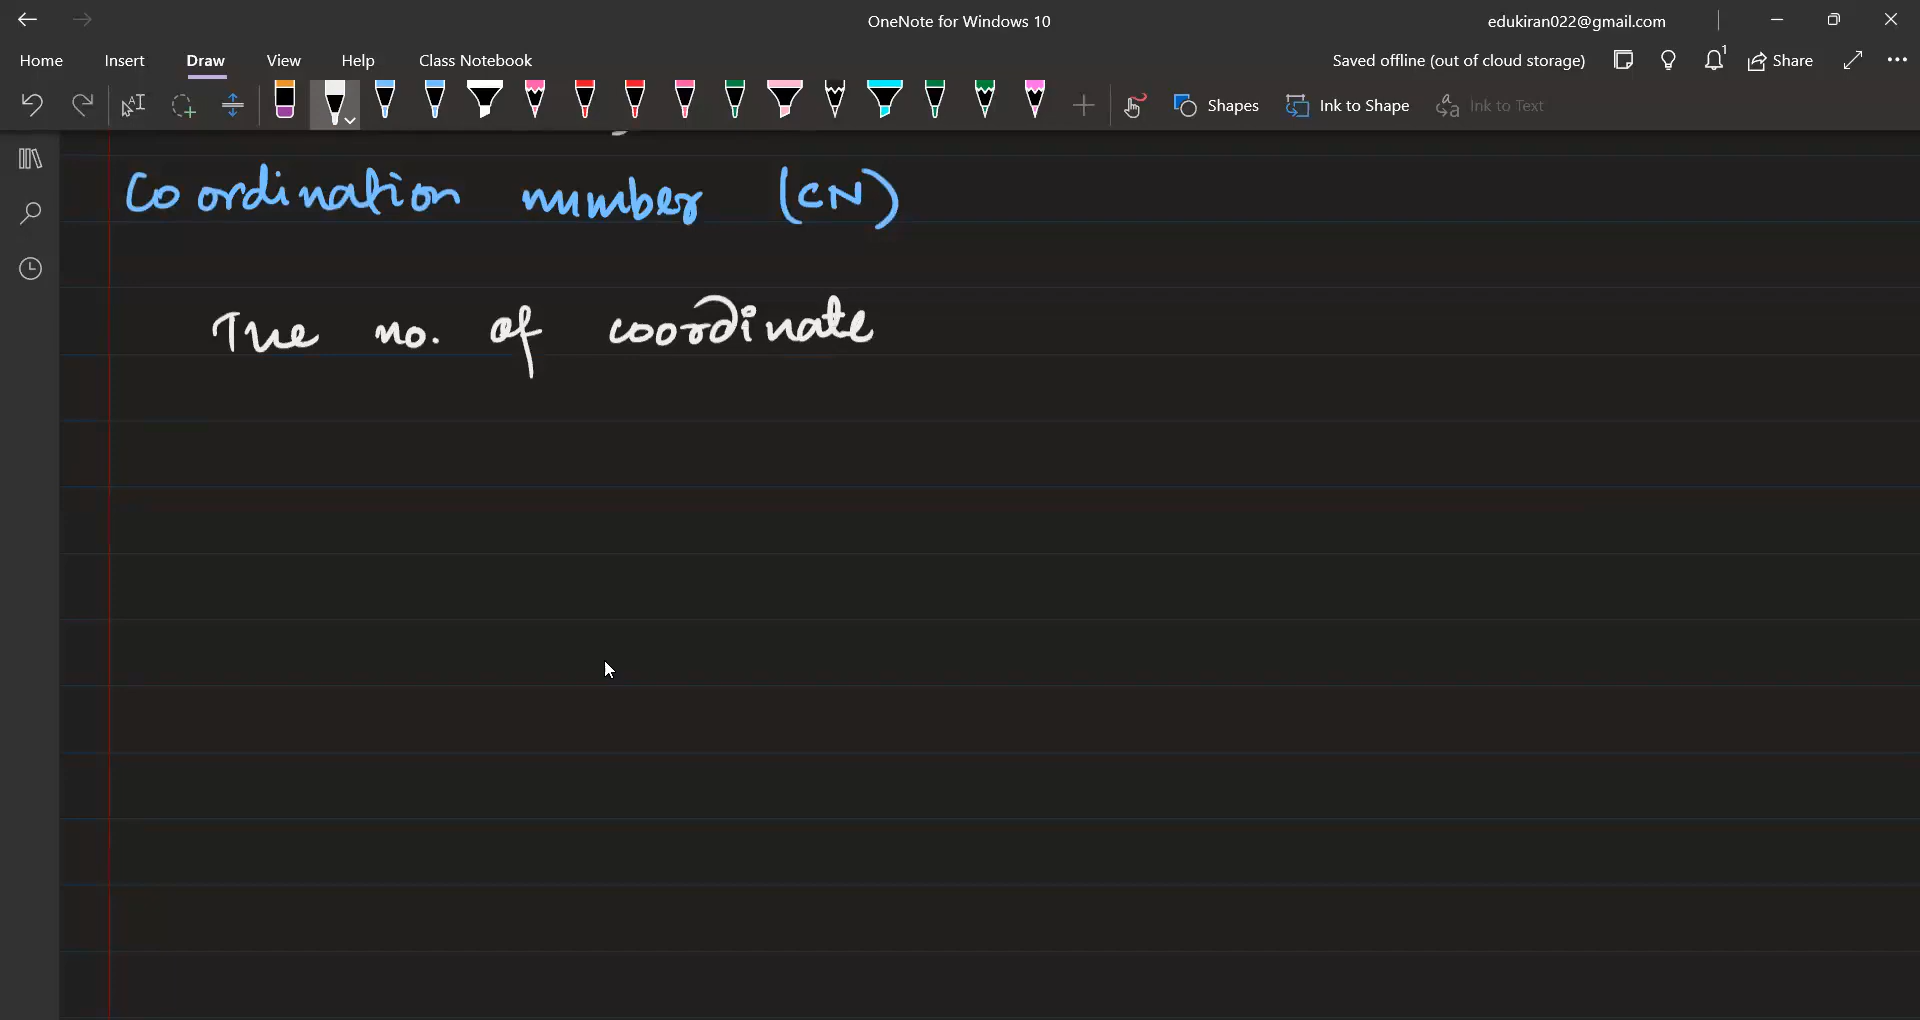 OneNote for Windows 10
edukiran022@gmail.com
Home Insert Draw View Help Class Notebook
Saved offline (out of cloud storage)
1
Share
Shapes
Ink to Shape
Ink to Text
Coordination number (CN)
The no. of coordinate